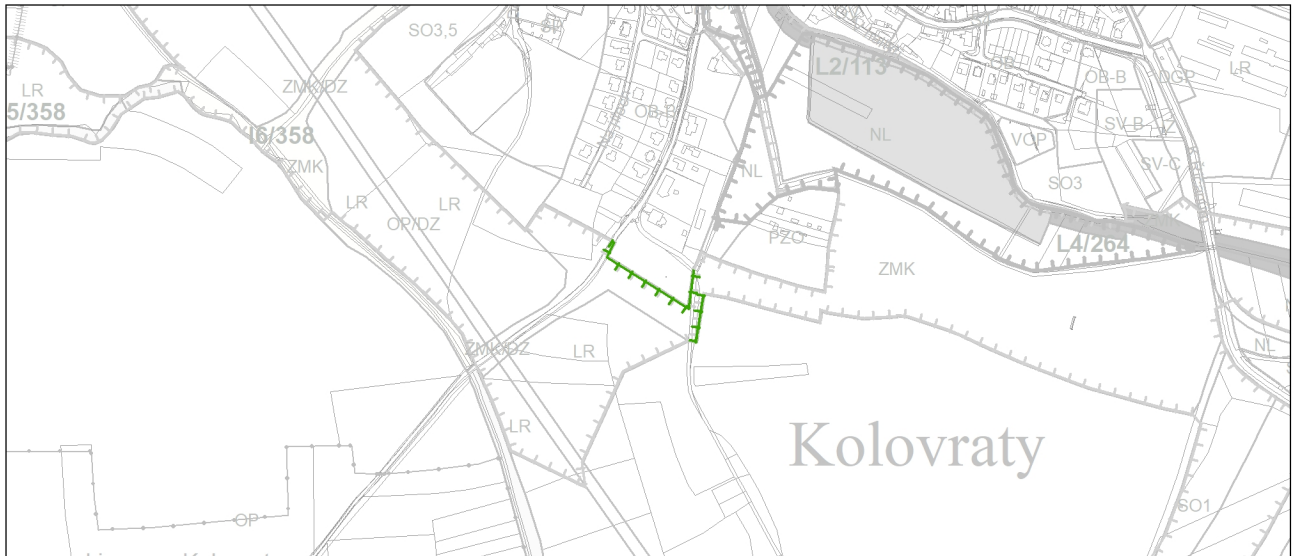 SO3,5
SP
L2/113
OB
OB-B
DGP
LR
LR
ZMK/DZ
5/358
I6/358
OB-B
NL
SV-B
VOP
ZMK
NL
SV-C
SO3
LR
LR
OP/DZ
PZO
L4/264
ZMK
ZMK/DZ
LR
NL
LR
Kolovraty
SO1
OP